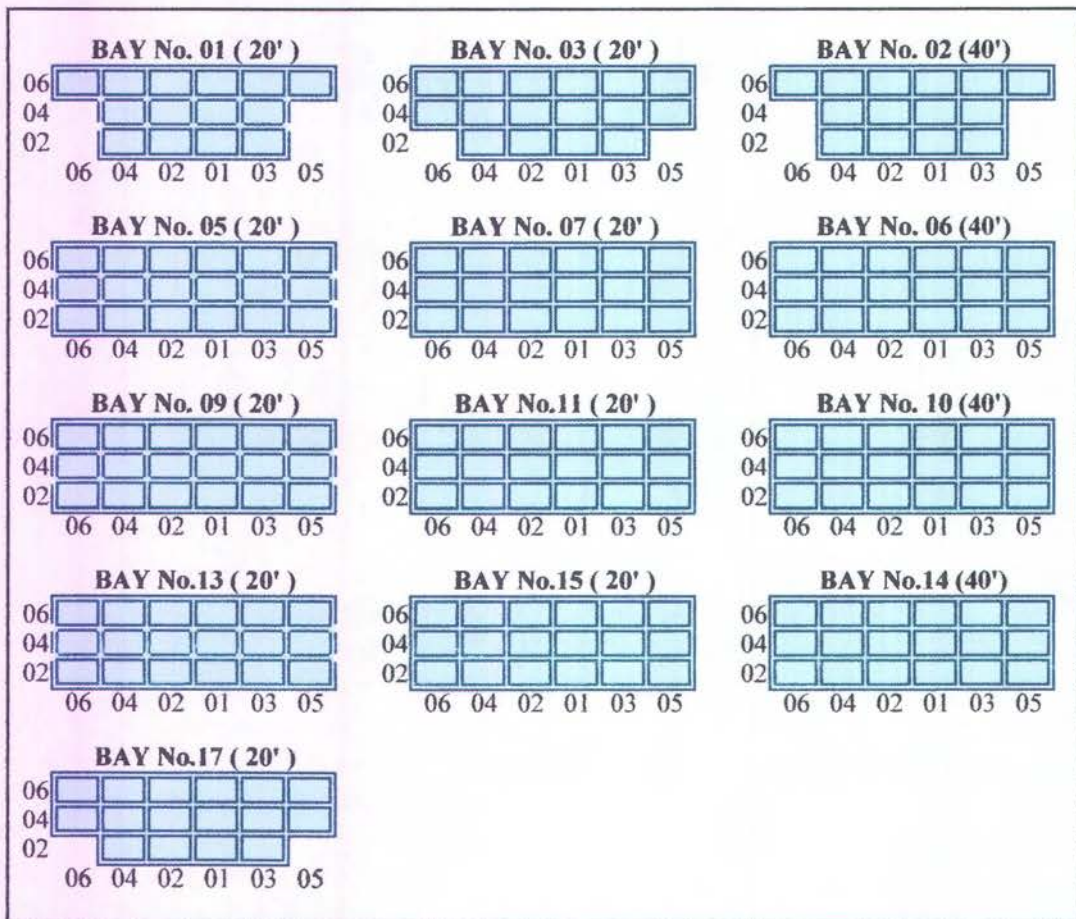 BAY No. 01 ( 20' ) BAY No. 03 ( 20' ) BAY No. 02 (40')
06 06 06
04 04 04
02 02 02
06 04 02 01 03 05 06 04 02 01 03 05 06 04 02 01 03 05
BAY No. 05 ( 20' ) BAY No. 07 ( 20' ) BAY No. 06 (40')
06 06 06
04 04 04
02 02 02
06 04 02 01 03 05 06 04 02 01 03 05 06 04 02 01 03 05
BAY No. 09 ( 20' ) BAY No.11 ( 20' ) BAY No. 10 (40')
06 06 06
04 04 04
02 02 02
06 04 02 01 03 05 06 04 02 01 03 05 06 04 02 01 03 05
BAY No.13 ( 20' ) BAY No.15 ( 20' ) BAY No.14 (40')
06 06 06
04 04 04
02 02 02
06 04 02 01 03 05 06 04 02 01 03 05 06 04 02 01 03 05
BAY No.17 ( 20' )
06
04
02
06 04 02 01 03 05